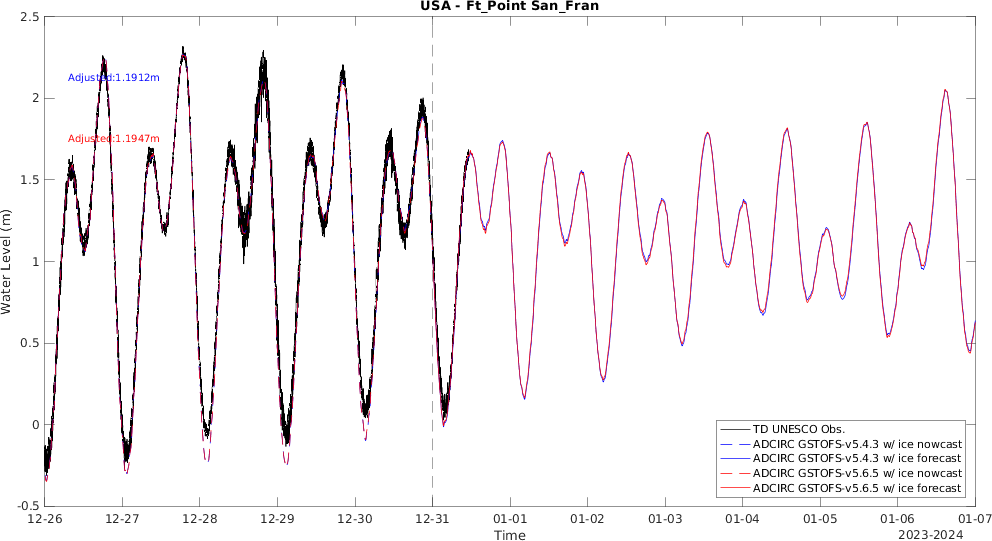 USA - Ft_Point San_Fran
2.5
2
1.5
1
0.5
0
-0.5
Water Level (m)
Adjusted:1.1912m
Adjusted:1.1947m
TD UNESCO Obs.
ADCIRC GSTOFS-v5.4.3 w/ ice nowcast
ADCIRC GSTOFS-v5.4.3 w/ ice forecast
ADCIRC GSTOFS-v5.6.5 w/ ice nowcast
ADCIRC GSTOFS-v5.6.5 w/ ice forecast
12-26 12-27 12-28 12-29 12-30 12-31 01-01 01-02 01-03 01-04 01-05 01-06 01-07
Time
2023-2024